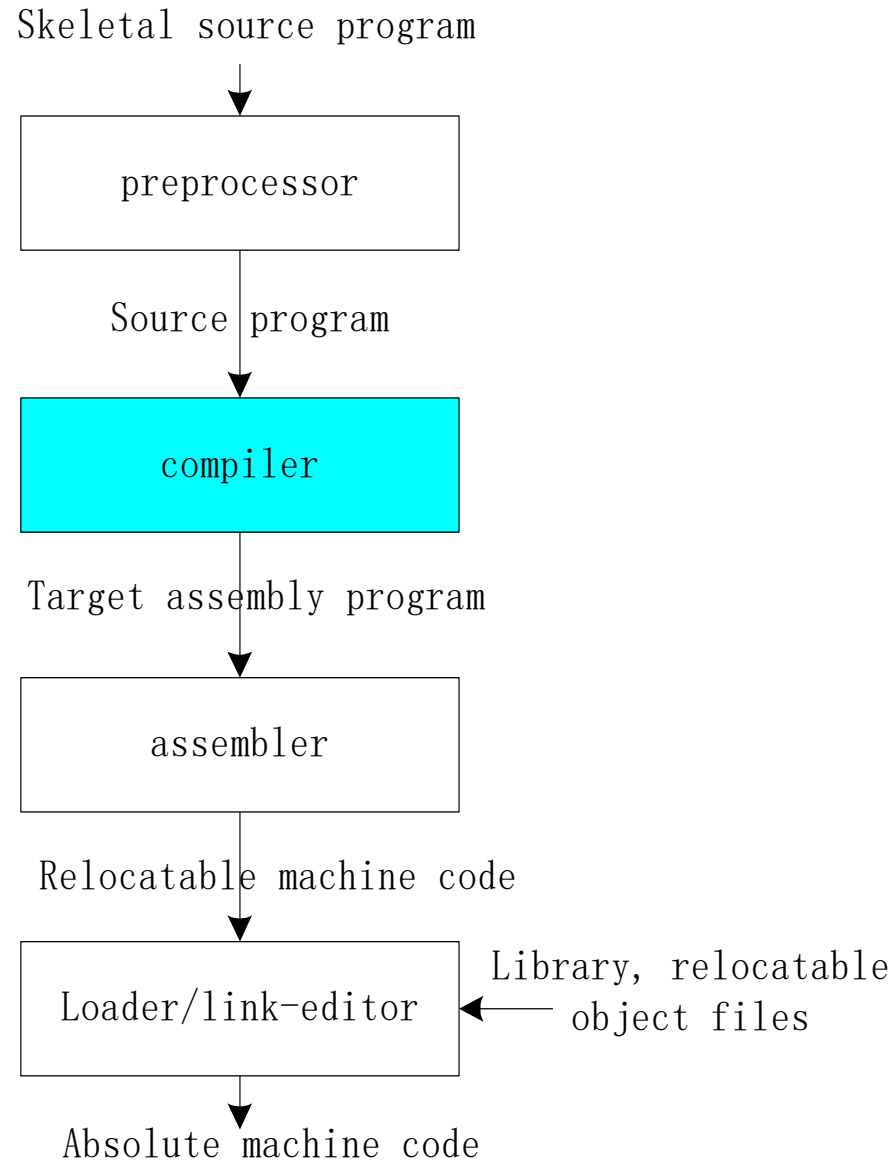 Skeletal source program
preprocessor
Source program
compiler
Target assembly program
assembler
Relocatable machine code
Loader/link-editor
Library, relocatable
object files
Absolute machine code